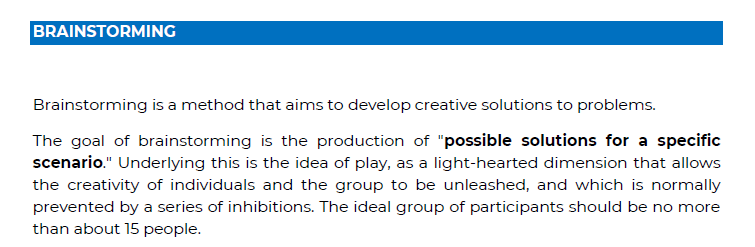 BRAINSTORMING
Brainstorming is a method that aims to develop creative solutions to problems.
The goal of brainstorming is the production of "possible solutions for a specific
scenario." Underlying this is the idea of play, as a light-hearted dimension that allows
the creativity of individuals and the group to be unleashed, and which is normally
prevented by a series of inhibitions. The ideal group of participants should be no more
than about 15 people.